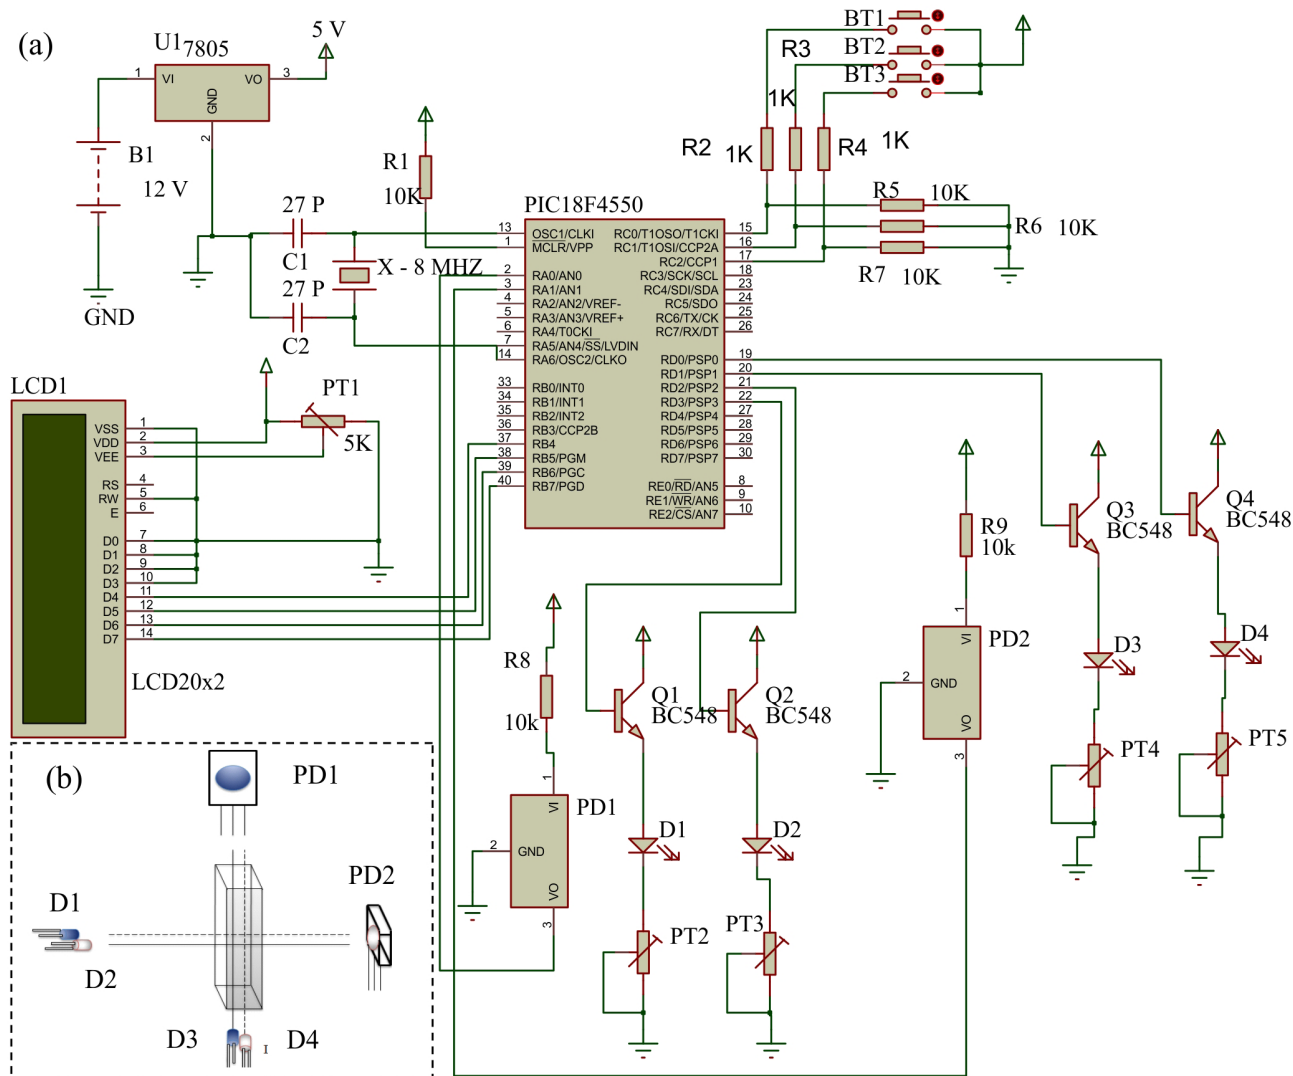 (a)
U1
7805
5 V
1
VI
VO
3
GND
2
B1
12 V
GND
27 P
C1
27 P
C2
X - 8 MHZ
R1
10K
BT1
BT2
BT3
R3
1K
R2
1K
R4
1K
R5
10K
R6
10K
R7
10K
PIC18F4550
13
OSC1/CLKI
1
MCLR/VPP
2
RA0/AN0
3
RA1/AN1
4
RA2/AN2/VREF-
5
RA3/AN3/VREF+
6
RA4/T0CKI
7
RA5/AN4/SS/LVDIN
14
RA6/OSC2/CLKO
33
RB0/INT0
34
RB1/INT1
35
RB2/INT2
36
RB3/CCP2B
37
RB4
38
RB5/PGM
39
RB6/PGC
40
RB7/PGD
RC0/T1OSO/T1CKI
15
RC1/T1OSI/CCP2A
16
RC2/CCP1
17
RC3/SCK/SCL
18
RC4/SDI/SDA
23
RC5/SDO
24
RC6/TX/CK
25
RC7/RX/DT
26
RD0/PSP0
19
RD1/PSP1
20
RD2/PSP2
21
RD3/PSP3
22
RD4/PSP4
27
RD5/PSP5
28
RD6/PSP6
29
RD7/PSP7
30
RE0/RD/AN5
8
RE1/WR/AN6
9
RE2/CS/AN7
10
LCD1
VSS
1
VDD
2
VEE
3
RS
4
RW
5
E
6
D0
7
D1
8
D2
9
D3
10
D4
11
D5
12
D6
13
D7
14
LCD20x2
PT1
5K
R8
10k
1
VI
PD1
2
GND
VO
3
Q1
BC548
D1
PT2
Q2
BC548
D2
PT3
R9
10k
1
VI
PD2
2
GND
VO
3
Q3
BC548
D3
PT4
Q4
BC548
D4
PT5
(b)
PD1
PD2
D1
D2
D3
D4